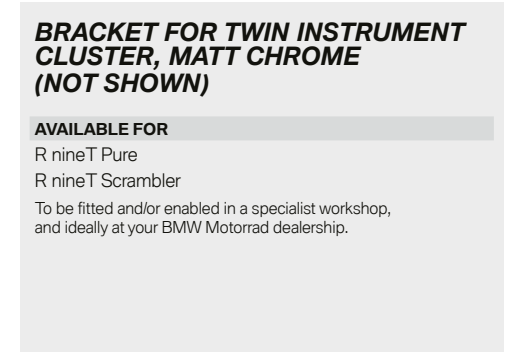 BRACKET FOR TWIN INSTRUMENT
CLUSTER, MATT CHROME
(NOT SHOWN)
AVAILABLE FOR
R nineT Pure
R nineT Scrambler
To be fitted and/or enabled in a specialist workshop,
and ideally at your BMW Motorrad dealership.